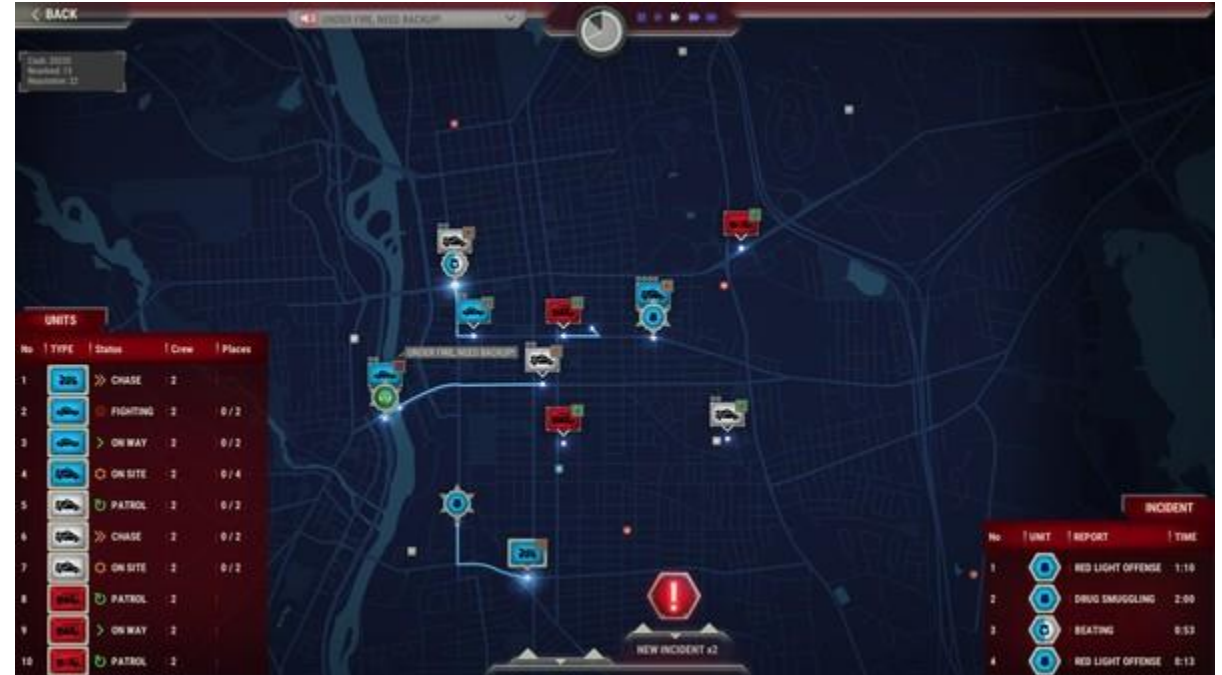 BACK
UNDER FIRE, NEED BACKUP!
UNDER FIRE, NEED BACKUP!
UNITS
No TYPE Status Crew Places
1 CHASE 2
2 FIGHTING 2 0/2
3 ON WAY 2 0/2
4 ON SITE 2 0/4
5 PATROL 2 0/2
6 CHASE 2 0/2
7 ON SITE 2 0/2
8 PATROL 2
9 ON WAY 2
10 PATROL 2
INCIDENT
No UNIT REPORT TIME
1 RED LIGHT OFFENSE 1:10
2 DRUG SMUGGLING 2:00
3 BEATING 0:53
4 RED LIGHT OFFENSE 0:13
NEW INCIDENT x2